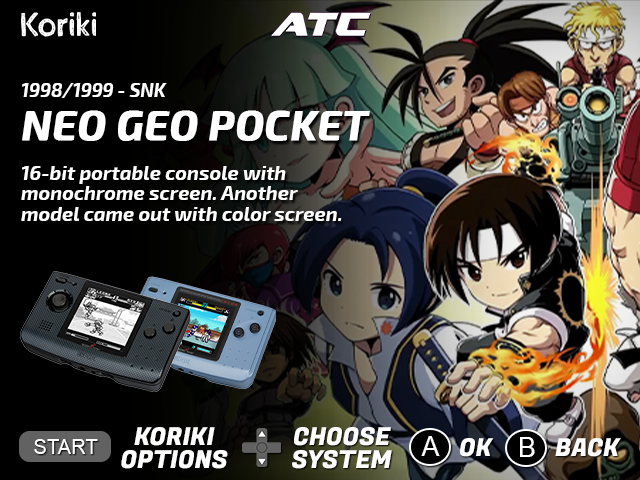 Koriki
ATC
1998/1999 - SNK
NEO GEO POCKET
16-bit portable console with
monochrome screen. Another
model came out with color screen.
START KORIKI OPTIONS CHOOSE SYSTEM A OK B BACK